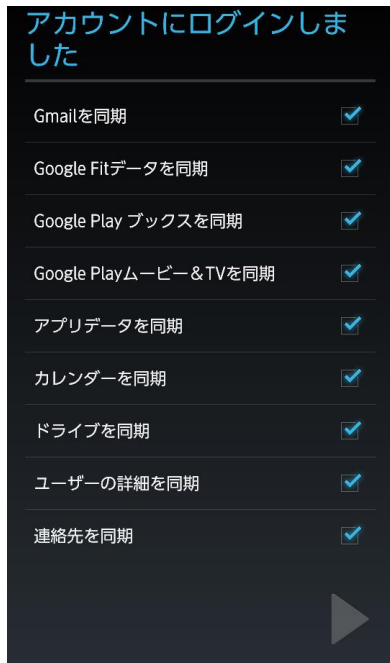 アカウントにログインしま
した
Gmailを同期
Google Fitデータを同期
Google Play ブックスを同期
Google Playムービー＆TVを同期
アプリデータを同期
カレンダーを同期
ドライブを同期
ユーザーの詳細を同期
連絡先を同期